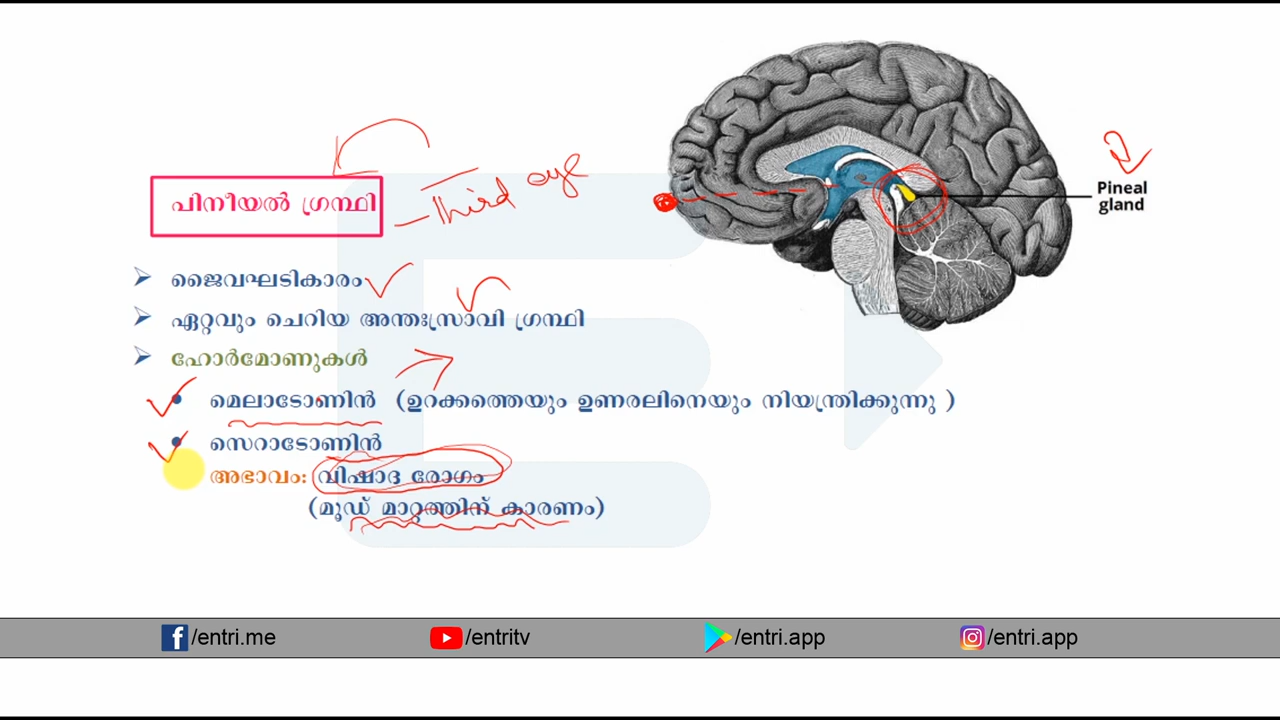 പിനീയൽ ഗ്രന്ഥി
Third eye
Pineal
gland
ജൈവഘടികാരം
ഏറ്റവും ചെറിയ അന്തഃസ്രാവി ഗ്രന്ഥി
ഹോർമോണുകൾ
മെലാടോണിൻ (ഉറക്കത്തെയും ഉണരലിനെയും നിയന്ത്രിക്കുന്നു )
സെറാടോണിൻ
അഭാവം: വിഷാദ രോഗം
(മൂഡ് മാറ്റത്തിന് കാരണം)
/entri.me /entritv /entri.app /entri.app